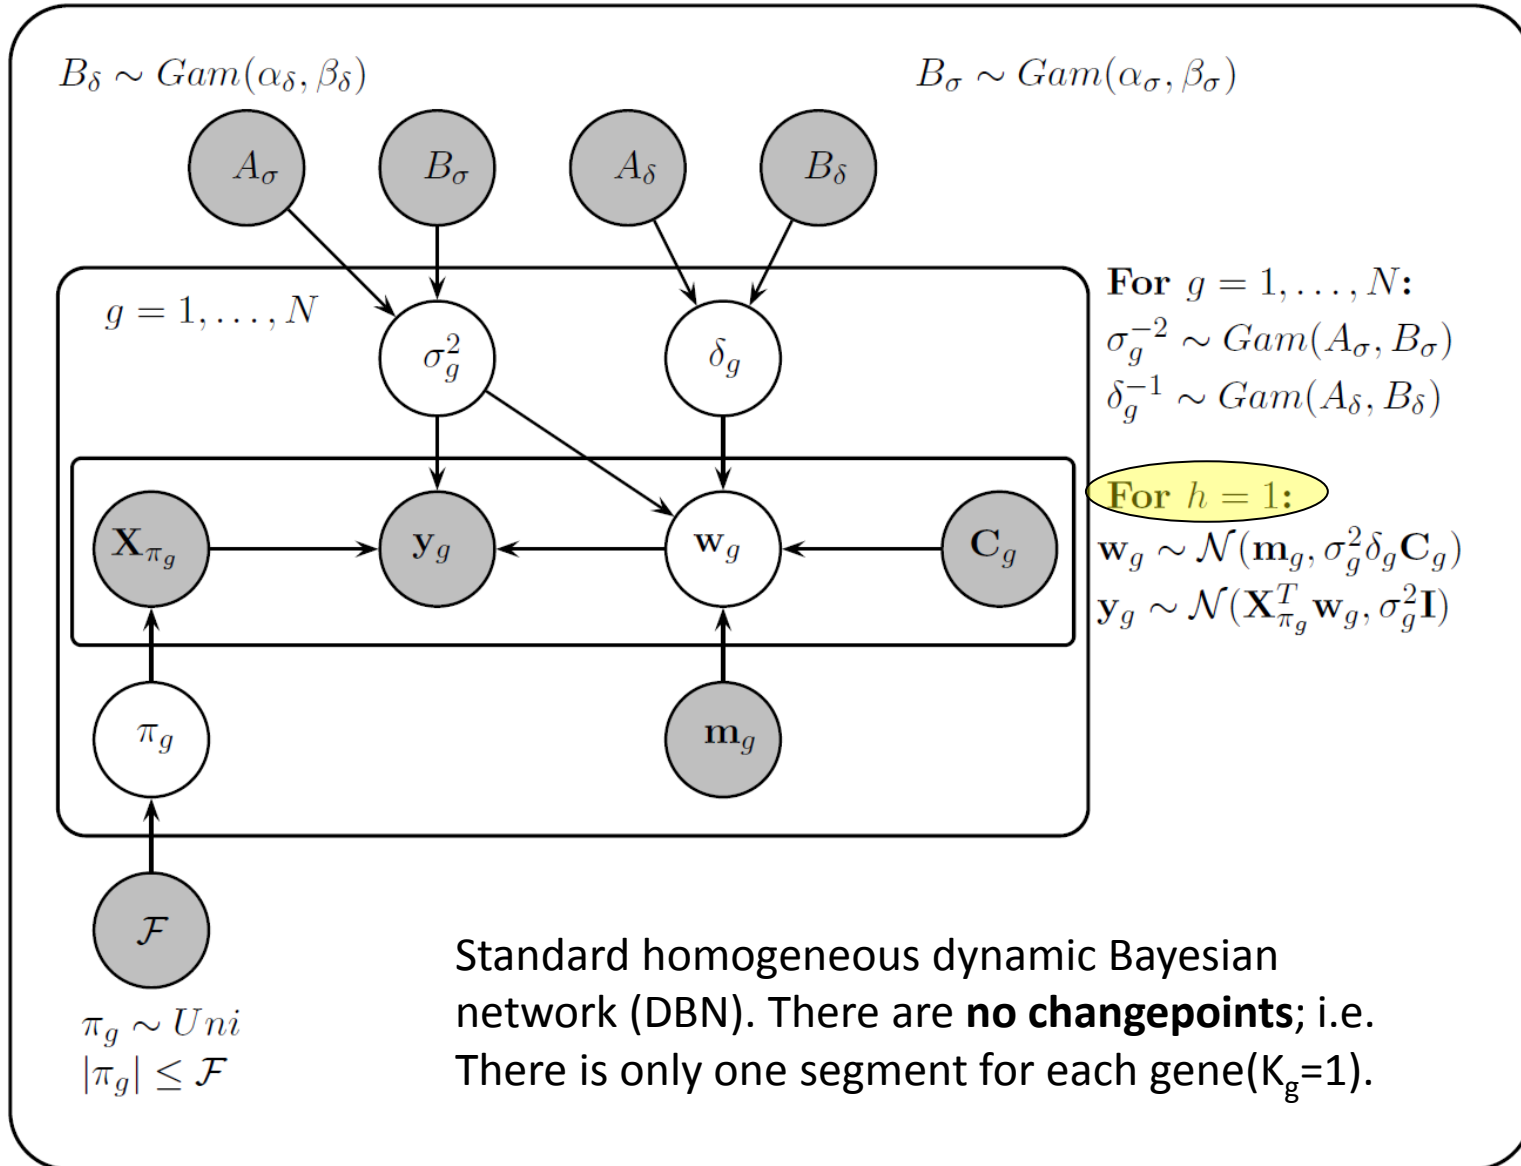 B_δ ∼ Gam(α_δ, β_δ)
B_σ ∼ Gam(α_σ, β_σ)
A_σ
B_σ
A_δ
B_δ
g = 1, . . . , N
σ_g^2
δ_g
For g = 1, . . . , N:
σ_g^{-2} ∼ Gam(A_σ, B_σ)
δ_g^{-1} ∼ Gam(A_δ, B_δ)
X_{π_g}
y_g
w_g
C_g
For h = 1:
w_g ∼ 𝒩(m_g, σ_g^2 δ_g C_g)
y_g ∼ 𝒩(X_{π_g}^T w_g, σ_g^2 I)
π_g
m_g
ℱ
π_g ∼ Uni
|π_g| ≤ ℱ
Standard homogeneous dynamic Bayesian
network (DBN). There are no changepoints; i.e.
There is only one segment for each gene(K_g=1).